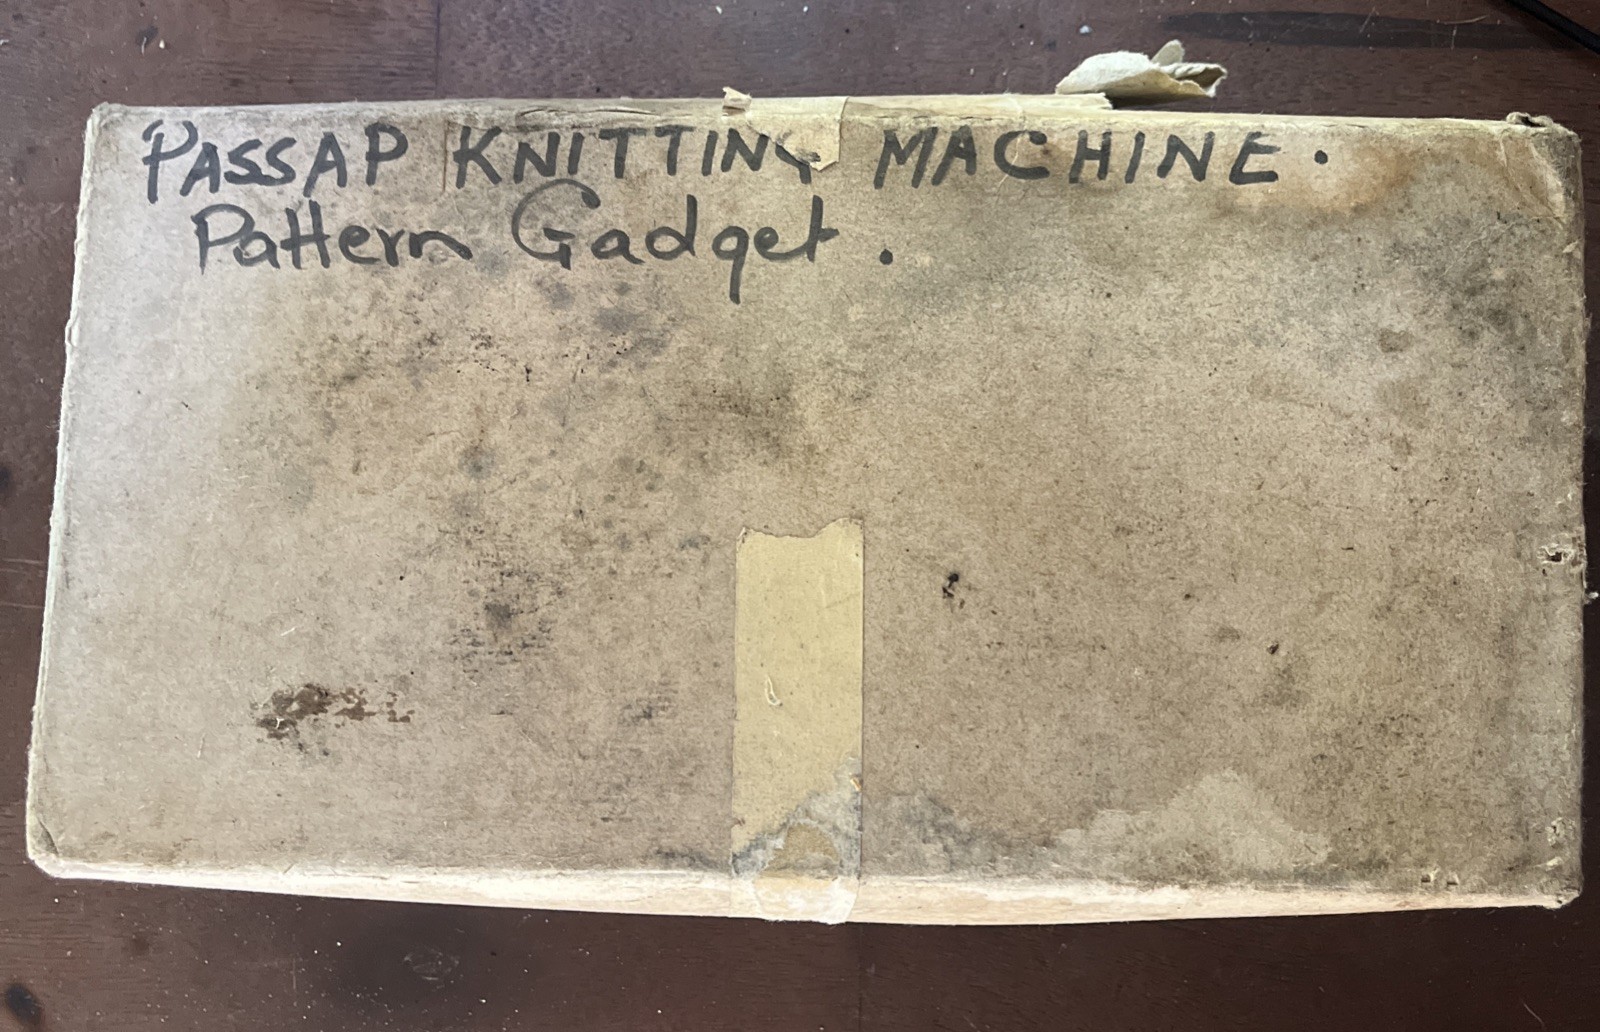 PASSAP KNITTING MACHINE.
Pattern Gadget.